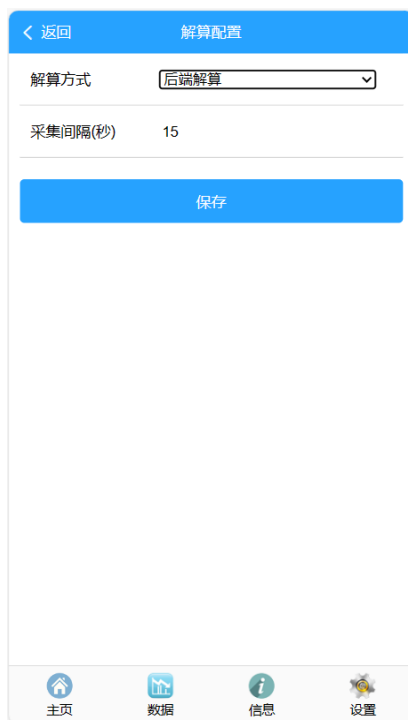 返回 解算配置
解算方式 后端解算
采集间隔(秒) 15
保存
主页 数据 信息 设置